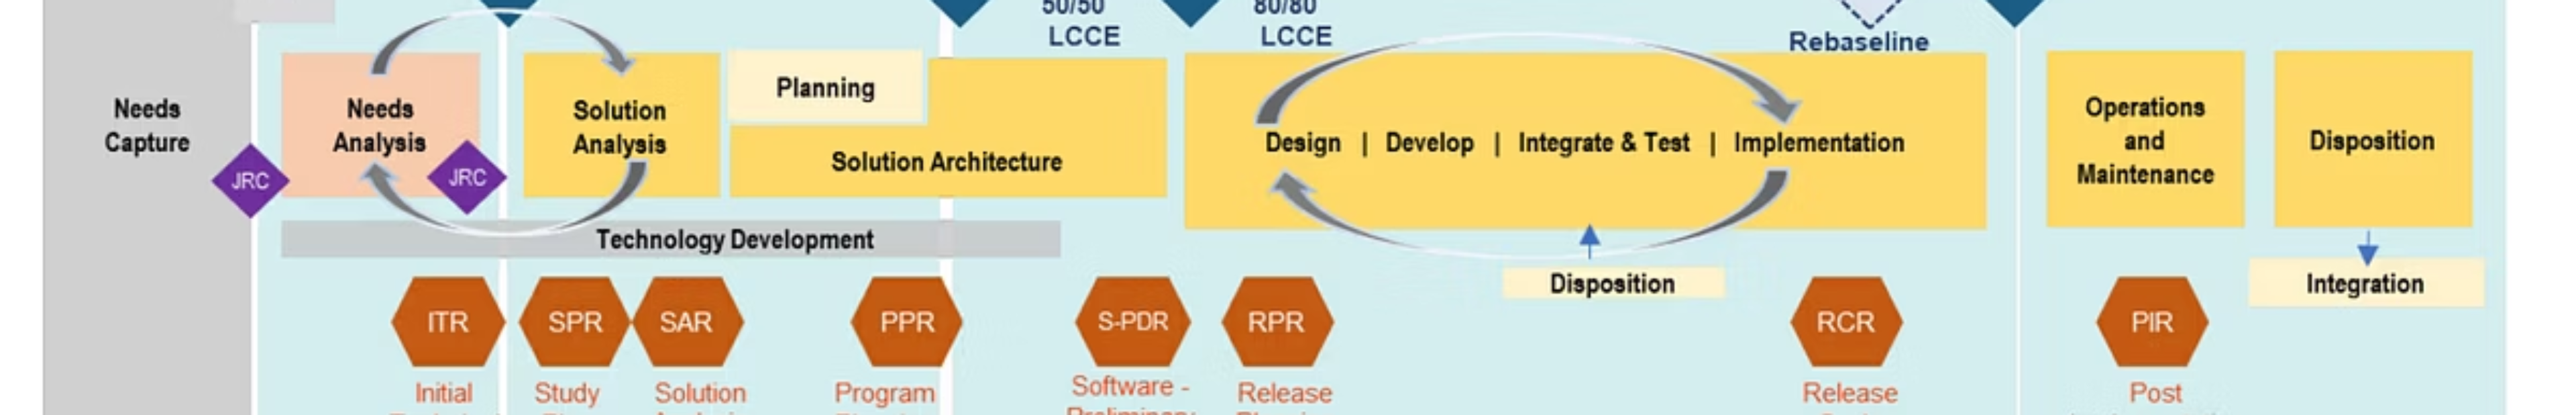 50/50
LCCE
80/80
LCCE
Rebaseline
Needs
Capture
JRC
Needs
Analysis
JRC
Solution
Analysis
Planning
Solution Architecture
Design | Develop | Integrate & Test | Implementation
Operations
and
Maintenance
Disposition
Technology Development
Disposition
Integration
ITR
SPR
SAR
PPR
S-PDR
RPR
RCR
PIR
Initial
Study
Solution
Program
Software -
Release
Release
Post